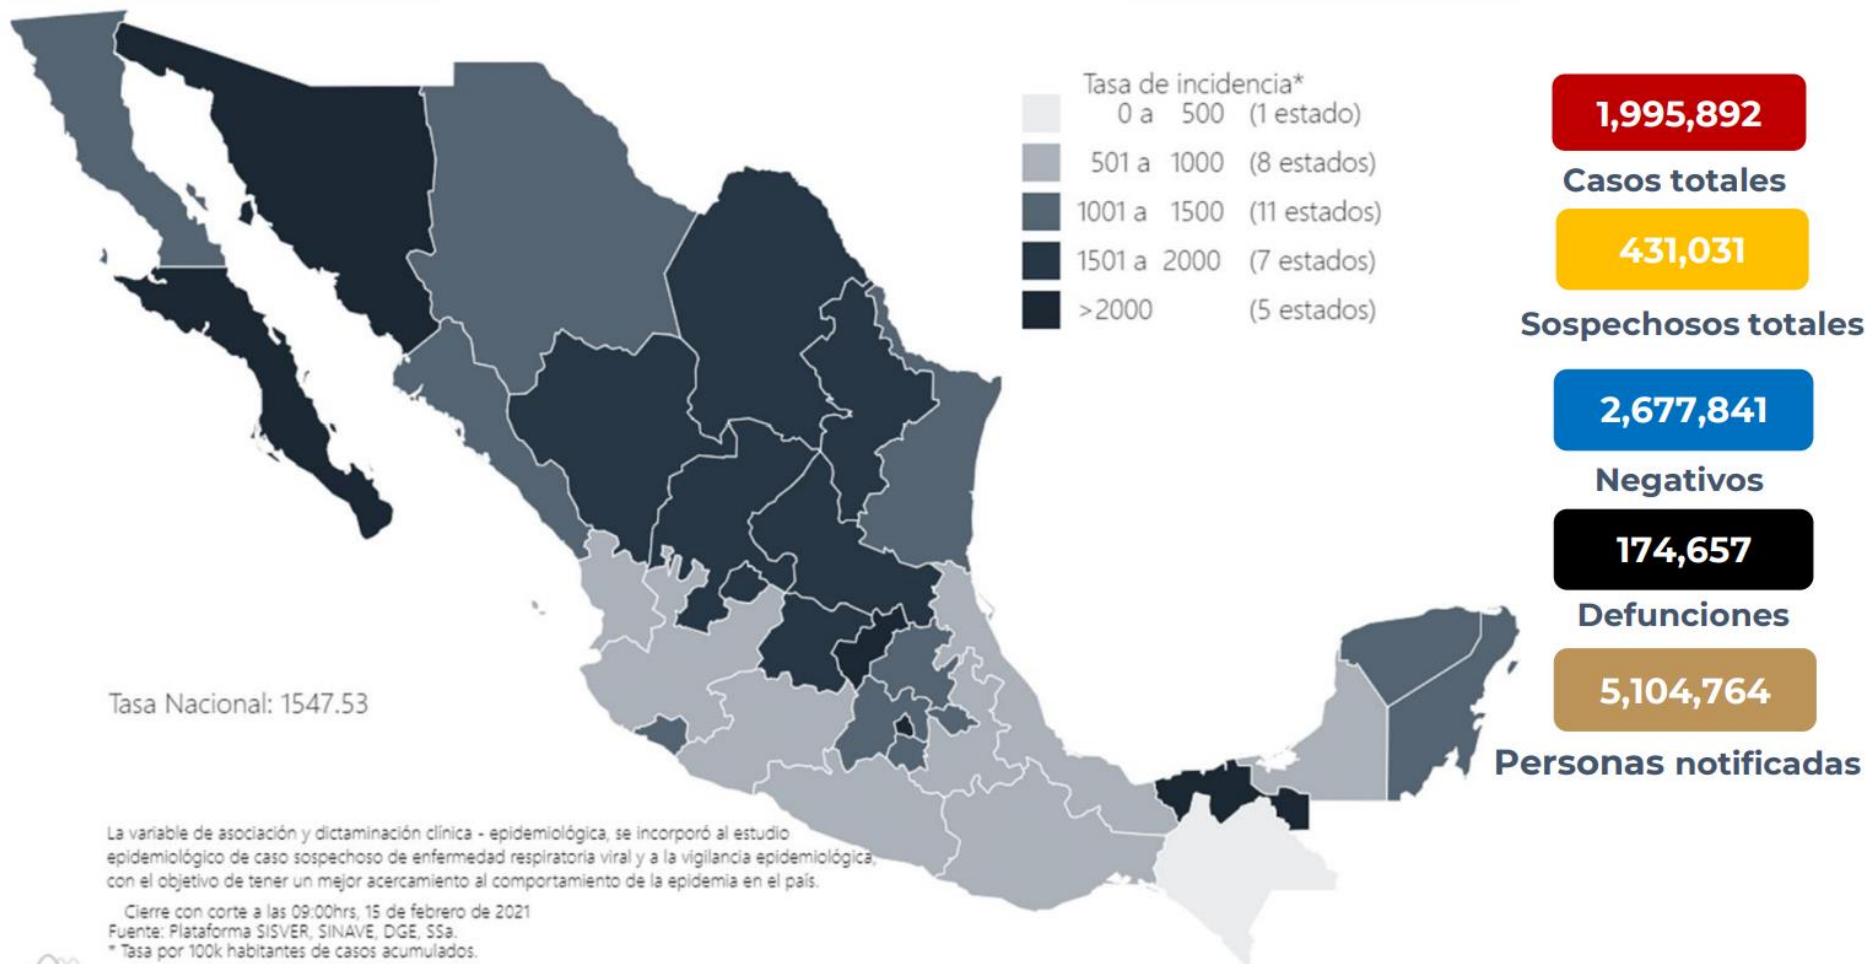 Tasa de incidencia*
0 a 500 (1 estado)
501 a 1000 (8 estados)
1001 a 1500 (11 estados)
1501 a 2000 (7 estados)
>2000 (5 estados)
1,995,892
Casos totales
431,031
Sospechosos totales
2,677,841
Negativos
174,657
Defunciones
5,104,764
Personas notificadas
Tasa Nacional: 1547.53
La variable de asociación y dictaminación clínica - epidemiológica, se incorporó al estudio
epidemiológico de caso sospechoso de enfermedad respiratoria viral y a la vigilancia epidemiológica,
con el objetivo de tener un mejor acercamiento al comportamiento de la epidemia en el país.
Cierre con corte a las 09:00hrs, 15 de febrero de 2021
Fuente: Plataforma SISVER, SINAVE, DGE, SSa.
* Tasa por 100k habitantes de casos acumulados.